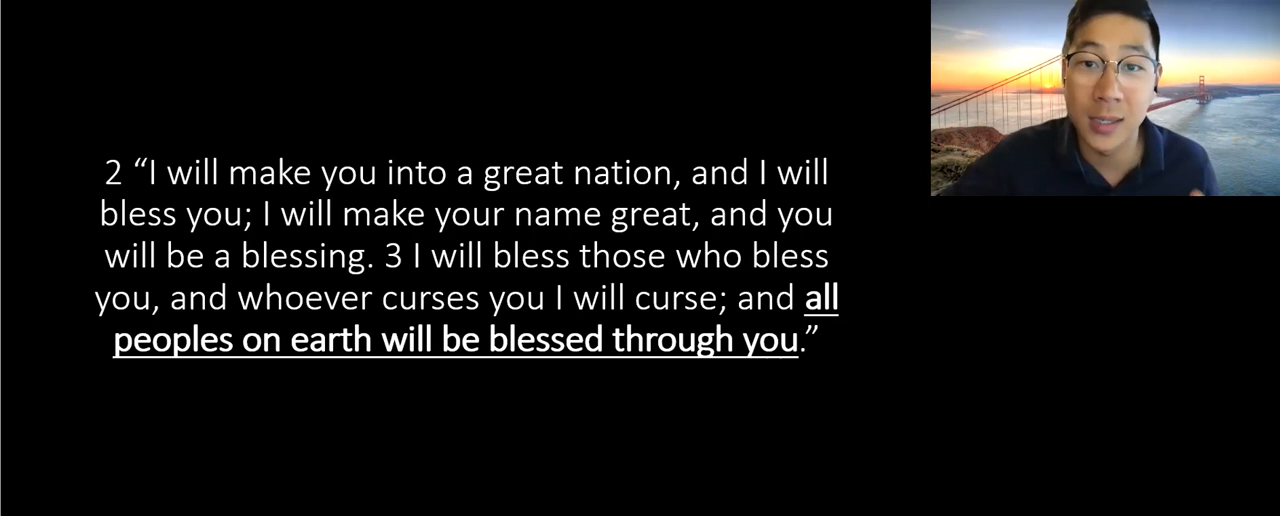 2 “I will make you into a great nation, and I will
bless you; I will make your name great, and you
will be a blessing. 3 I will bless those who bless
you, and whoever curses you I will curse; and all
peoples on earth will be blessed through you.”